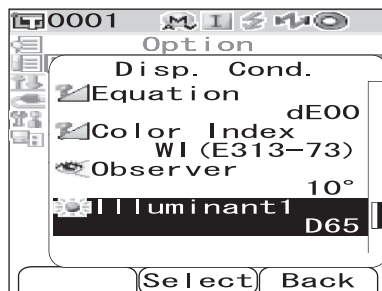 0001 M. I
Option
Disp. Cond.
Equation
dE00
Color Index
WI(E313-73)
Observer
10°
Illuminant1
D65
Select Back